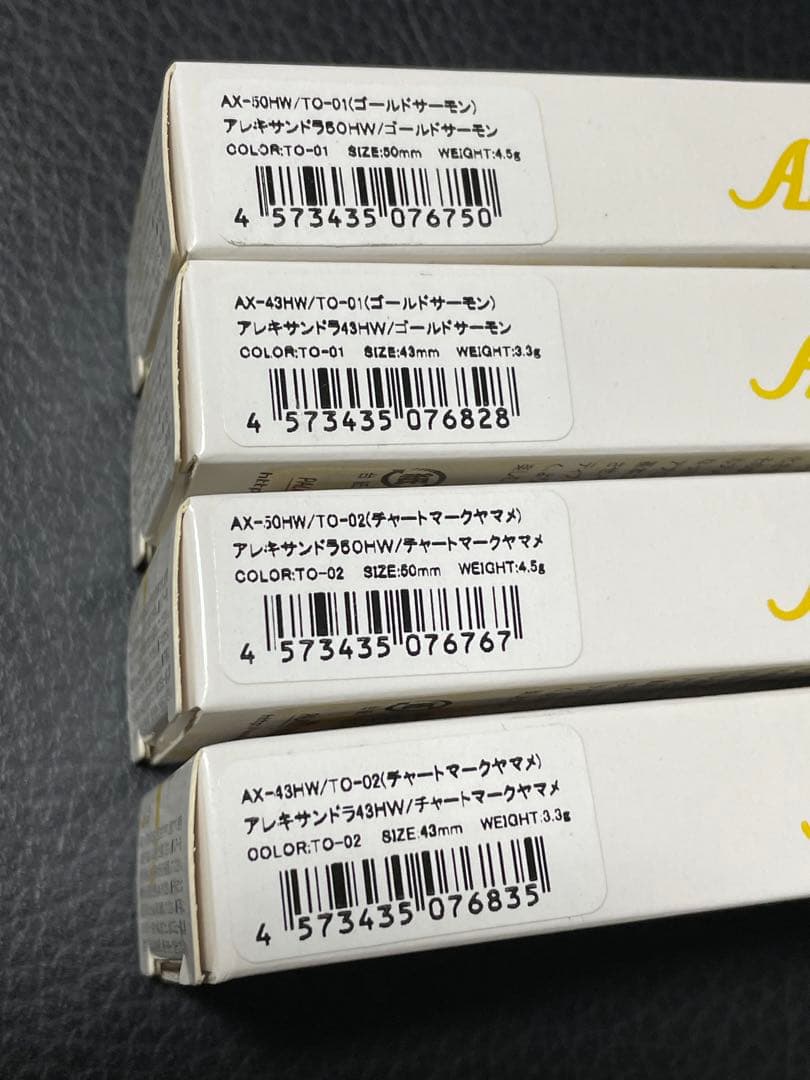 AX-50HW/TO-01(ゴールドサーモン)
アレキサンドラ50HW/ゴールドサーモン
COLOR:TO-01 SIZE:50mm WEIGHT:4.5g
4 573435 076750
AX-43HW/TO-01(ゴールドサーモン)
アレキサンドラ43HW/ゴールドサーモン
COLOR:TO-01 SIZE:43mm WEIGHT:3.3g
4 573435 076828
http
AX-50HW/TO-02(チャートマークヤマメ)
アレキサンドラ50HW/チャートマークヤマメ
COLOR:TO-02 SIZE:50mm WEIGHT:4.5g
4 573435 076767
AX-43HW/TO-02(チャートマークヤマメ)
アレキサンドラ43HW/チャートマークヤマメ
COLOR:TO-02 SIZE:43mm WEIGHT:3.3g
4 573435 076835